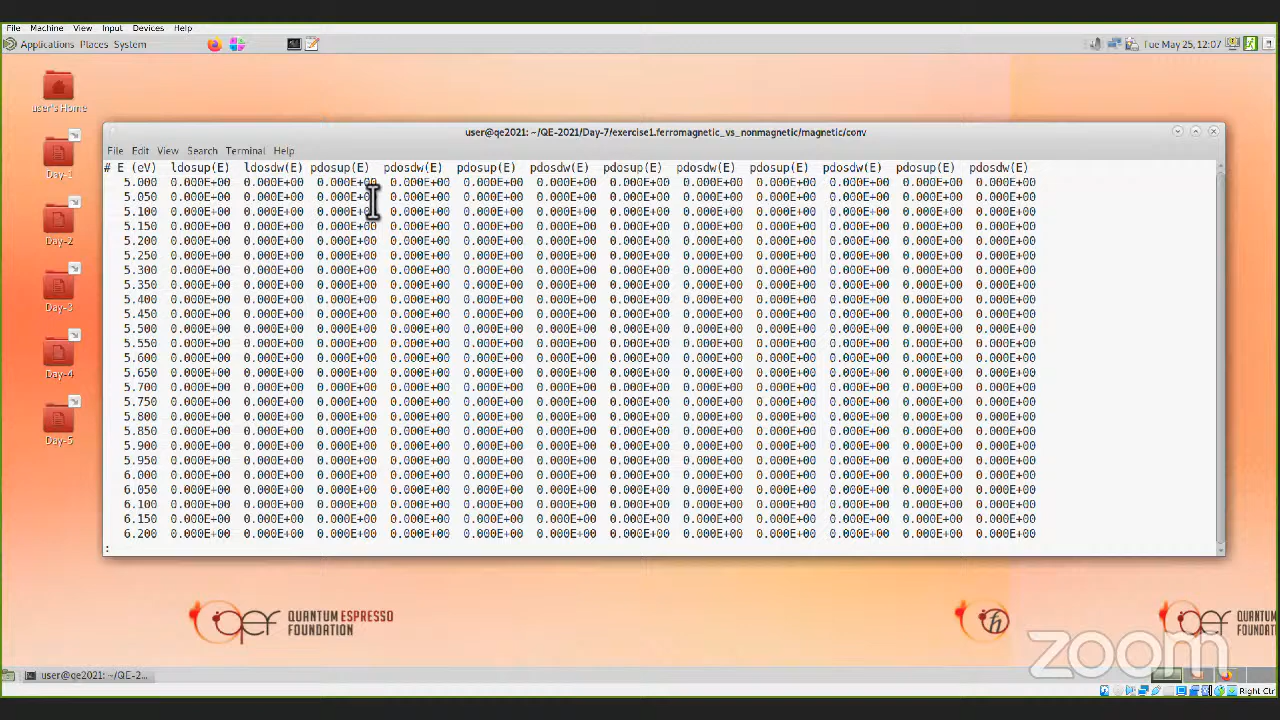 File Machine View Input Devices Help
Applications Places System
Tue May 25, 12:07
user's Home
Day-1
Day-2
Day-3
Day-4
Day-5
user@qe2021: ~/QE-2021/Day-7/exercise1.ferromagnetic_vs_nonmagnetic/magnetic/conv
File Edit View Search Terminal Help
# E (eV) ldosup(E) ldosdw(E) pdosup(E) pdosdw(E) pdosup(E) pdosdw(E) pdosup(E) pdosdw(E) pdosup(E) pdosdw(E) pdosup(E) pdosdw(E)
5.000 0.000E+00 0.000E+00 0.000E+00 0.000E+00 0.000E+00 0.000E+00 0.000E+00 0.000E+00 0.000E+00 0.000E+00 0.000E+00 0.000E+00
5.050 0.000E+00 0.000E+00 0.000E+00 0.000E+00 0.000E+00 0.000E+00 0.000E+00 0.000E+00 0.000E+00 0.000E+00 0.000E+00 0.000E+00
5.100 0.000E+00 0.000E+00 0.000E+00 0.000E+00 0.000E+00 0.000E+00 0.000E+00 0.000E+00 0.000E+00 0.000E+00 0.000E+00 0.000E+00
5.150 0.000E+00 0.000E+00 0.000E+00 0.000E+00 0.000E+00 0.000E+00 0.000E+00 0.000E+00 0.000E+00 0.000E+00 0.000E+00 0.000E+00
5.200 0.000E+00 0.000E+00 0.000E+00 0.000E+00 0.000E+00 0.000E+00 0.000E+00 0.000E+00 0.000E+00 0.000E+00 0.000E+00 0.000E+00
5.250 0.000E+00 0.000E+00 0.000E+00 0.000E+00 0.000E+00 0.000E+00 0.000E+00 0.000E+00 0.000E+00 0.000E+00 0.000E+00 0.000E+00
5.300 0.000E+00 0.000E+00 0.000E+00 0.000E+00 0.000E+00 0.000E+00 0.000E+00 0.000E+00 0.000E+00 0.000E+00 0.000E+00 0.000E+00
5.350 0.000E+00 0.000E+00 0.000E+00 0.000E+00 0.000E+00 0.000E+00 0.000E+00 0.000E+00 0.000E+00 0.000E+00 0.000E+00 0.000E+00
5.400 0.000E+00 0.000E+00 0.000E+00 0.000E+00 0.000E+00 0.000E+00 0.000E+00 0.000E+00 0.000E+00 0.000E+00 0.000E+00 0.000E+00
5.450 0.000E+00 0.000E+00 0.000E+00 0.000E+00 0.000E+00 0.000E+00 0.000E+00 0.000E+00 0.000E+00 0.000E+00 0.000E+00 0.000E+00
5.500 0.000E+00 0.000E+00 0.000E+00 0.000E+00 0.000E+00 0.000E+00 0.000E+00 0.000E+00 0.000E+00 0.000E+00 0.000E+00 0.000E+00
5.550 0.000E+00 0.000E+00 0.000E+00 0.000E+00 0.000E+00 0.000E+00 0.000E+00 0.000E+00 0.000E+00 0.000E+00 0.000E+00 0.000E+00
5.600 0.000E+00 0.000E+00 0.000E+00 0.000E+00 0.000E+00 0.000E+00 0.000E+00 0.000E+00 0.000E+00 0.000E+00 0.000E+00 0.000E+00
5.650 0.000E+00 0.000E+00 0.000E+00 0.000E+00 0.000E+00 0.000E+00 0.000E+00 0.000E+00 0.000E+00 0.000E+00 0.000E+00 0.000E+00
5.700 0.000E+00 0.000E+00 0.000E+00 0.000E+00 0.000E+00 0.000E+00 0.000E+00 0.000E+00 0.000E+00 0.000E+00 0.000E+00 0.000E+00
5.750 0.000E+00 0.000E+00 0.000E+00 0.000E+00 0.000E+00 0.000E+00 0.000E+00 0.000E+00 0.000E+00 0.000E+00 0.000E+00 0.000E+00
5.800 0.000E+00 0.000E+00 0.000E+00 0.000E+00 0.000E+00 0.000E+00 0.000E+00 0.000E+00 0.000E+00 0.000E+00 0.000E+00 0.000E+00
5.850 0.000E+00 0.000E+00 0.000E+00 0.000E+00 0.000E+00 0.000E+00 0.000E+00 0.000E+00 0.000E+00 0.000E+00 0.000E+00 0.000E+00
5.900 0.000E+00 0.000E+00 0.000E+00 0.000E+00 0.000E+00 0.000E+00 0.000E+00 0.000E+00 0.000E+00 0.000E+00 0.000E+00 0.000E+00
5.950 0.000E+00 0.000E+00 0.000E+00 0.000E+00 0.000E+00 0.000E+00 0.000E+00 0.000E+00 0.000E+00 0.000E+00 0.000E+00 0.000E+00
6.000 0.000E+00 0.000E+00 0.000E+00 0.000E+00 0.000E+00 0.000E+00 0.000E+00 0.000E+00 0.000E+00 0.000E+00 0.000E+00 0.000E+00
6.050 0.000E+00 0.000E+00 0.000E+00 0.000E+00 0.000E+00 0.000E+00 0.000E+00 0.000E+00 0.000E+00 0.000E+00 0.000E+00 0.000E+00
6.100 0.000E+00 0.000E+00 0.000E+00 0.000E+00 0.000E+00 0.000E+00 0.000E+00 0.000E+00 0.000E+00 0.000E+00 0.000E+00 0.000E+00
6.150 0.000E+00 0.000E+00 0.000E+00 0.000E+00 0.000E+00 0.000E+00 0.000E+00 0.000E+00 0.000E+00 0.000E+00 0.000E+00 0.000E+00
6.200 0.000E+00 0.000E+00 0.000E+00 0.000E+00 0.000E+00 0.000E+00 0.000E+00 0.000E+00 0.000E+00 0.000E+00 0.000E+00 0.000E+00
:
qef QUANTUM ESPRESSO
FOUNDATION
ħ
qef QUANTU
FOUNDAT
zoom
user@qe2021: ~/QE-2...
Right Ctrl